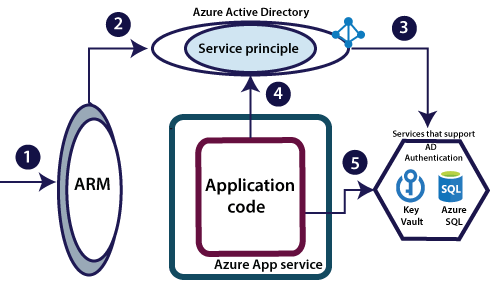 Azure Active Directory
2
3
Service principle
4
1
ARM
Application
code
Azure App service
5
Services that support
AD
Authentication
SQL
Key
Vault
Azure
SQL